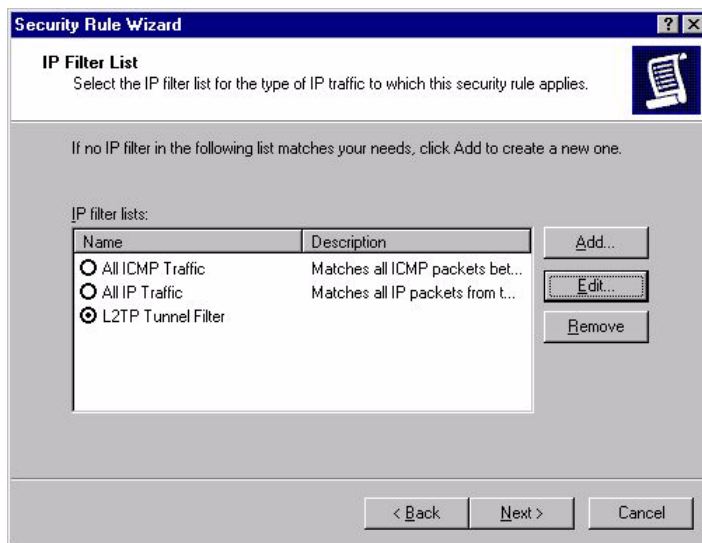 Security Rule Wizard
IP Filter List
Select the IP filter list for the type of IP traffic to which this security rule applies.
If no IP filter in the following list matches your needs, click Add to create a new one.
IP filter lists:
Name Description
All ICMP Traffic Matches all ICMP packets bet...
All IP Traffic Matches all IP packets from t...
L2TP Tunnel Filter
Add...
Edit...
Remove
< Back Next > Cancel